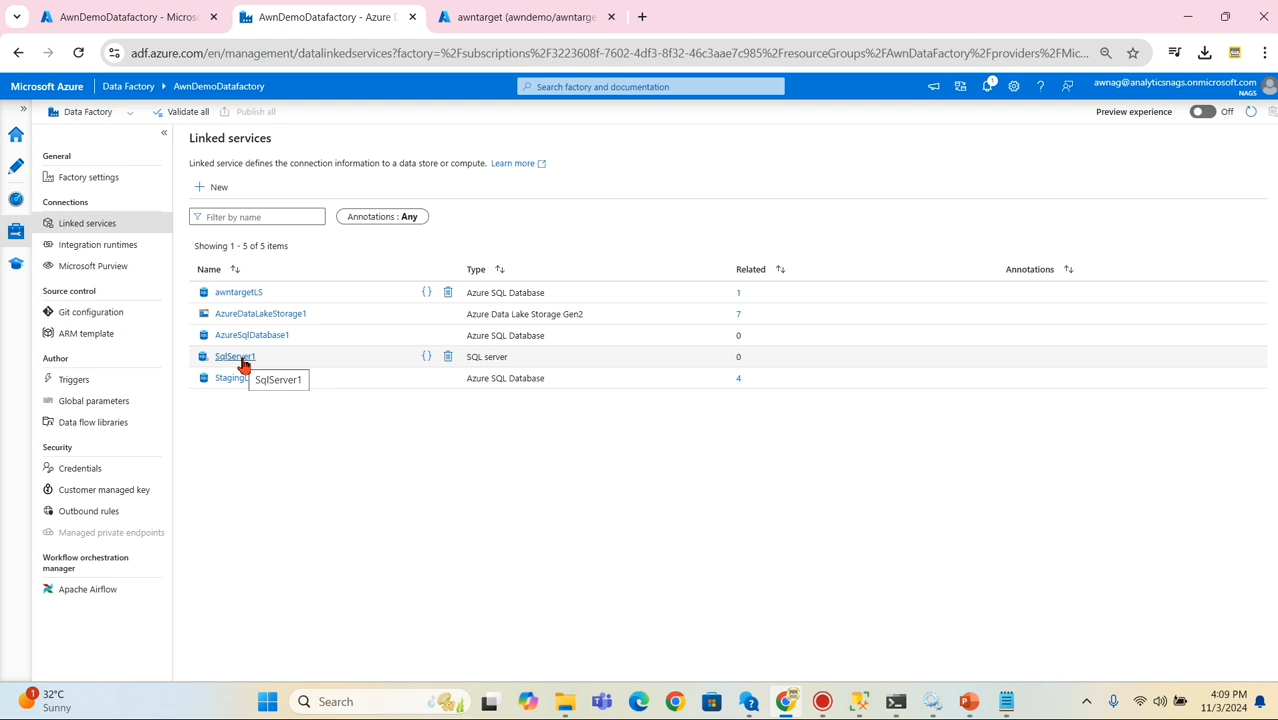 AwnDemoDatafactory - Micros
AwnDemoDatafactory - Azure D
awntarget (awndemo/awntarge
adf.azure.com/en/management/datalinkedservices?factory=%2Fsubscriptions%2F3223608f-7602-4df3-8f32-46c3aae7c985%2FresourceGroups%2FAwnDataFactory%2Fproviders%2FMic...
Microsoft Azure
Data Factory
AwnDemoDatafactory
Search factory and documentation
1
awnag@analyticsnags.onmicrosoft.com
NAGS
Data Factory
Validate all
Publish all
Preview experience
Off
General
Factory settings
Connections
Linked services
Integration runtimes
Microsoft Purview
Source control
Git configuration
ARM template
Author
Triggers
Global parameters
Data flow libraries
Security
Credentials
Customer managed key
Outbound rules
Managed private endpoints
Workflow orchestration
manager
Apache Airflow
Linked services
Linked service defines the connection information to a data store or compute. Learn more
New
Filter by name
Annotations : Any
Showing 1 - 5 of 5 items
Name Type Related Annotations
awntargetLS {} Azure SQL Database 1
AzureDataLakeStorage1 Azure Data Lake Storage Gen2 7
AzureSqlDatabase1 Azure SQL Database 0
SqlServer1 {} SQL server 0
StagingL Azure SQL Database 4
SqlServer1
1
32°C
Sunny
Search
4:09 PM
11/3/2024